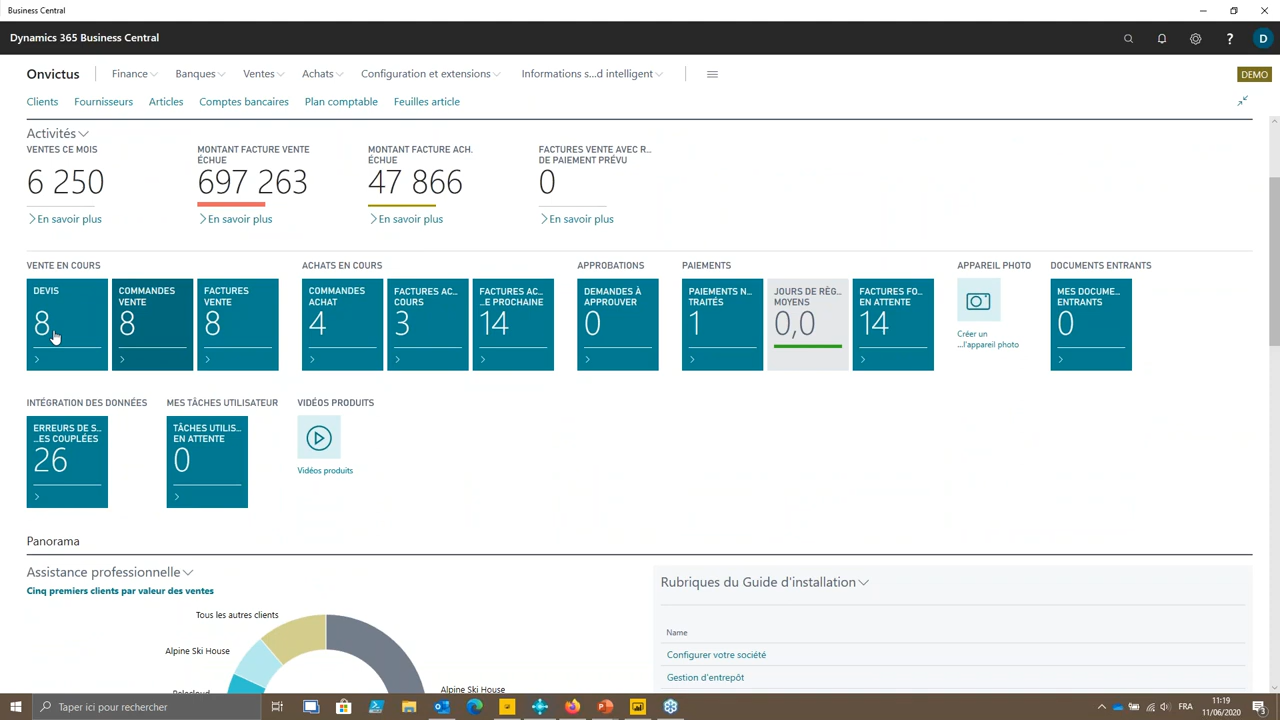 Business Central
Dynamics 365 Business Central
?
D
Onvictus
Finance
Banques
Ventes
Achats
Configuration et extensions
Informations s...d intelligent
DEMO
Clients
Fournisseurs
Articles
Comptes bancaires
Plan comptable
Feuilles article
Activités
VENTES CE MOIS
6 250
En savoir plus
MONTANT FACTURE VENTE
ÉCHUE
697 263
En savoir plus
MONTANT FACTURE ACH.
ÉCHUE
47 866
En savoir plus
FACTURES VENTE AVEC R...
DE PAIEMENT PRÉVU
0
En savoir plus
VENTE EN COURS
DEVIS
8
COMMANDES
VENTE
8
FACTURES
VENTE
8
ACHATS EN COURS
COMMANDES
ACHAT
4
FACTURES AC...
COURS
3
FACTURES AC...
...E PROCHAINE
14
APPROBATIONS
DEMANDES À
APPROUVER
0
PAIEMENTS
PAIEMENTS N...
TRAITÉS
1
JOURS DE RÈG...
MOYENS
0,0
FACTURES FO...
EN ATTENTE
14
APPAREIL PHOTO
Créer un
...l'appareil photo
DOCUMENTS ENTRANTS
MES DOCUME...
ENTRANTS
0
INTÉGRATION DES DONNÉES
ERREURS DE S...
...ES COUPLÉES
26
MES TÂCHES UTILISATEUR
TÂCHES UTILIS...
EN ATTENTE
0
VIDÉOS PRODUITS
Vidéos produits
Panorama
Assistance professionnelle
Cinq premiers clients par valeur des ventes
Tous les autres clients
Alpine Ski House
Alpine Ski House
Rubriques du Guide d'installation
Name
Configurer votre société
Gestion d'entrepôt
Taper ici pour rechercher
FRA
11:19
11/06/2020